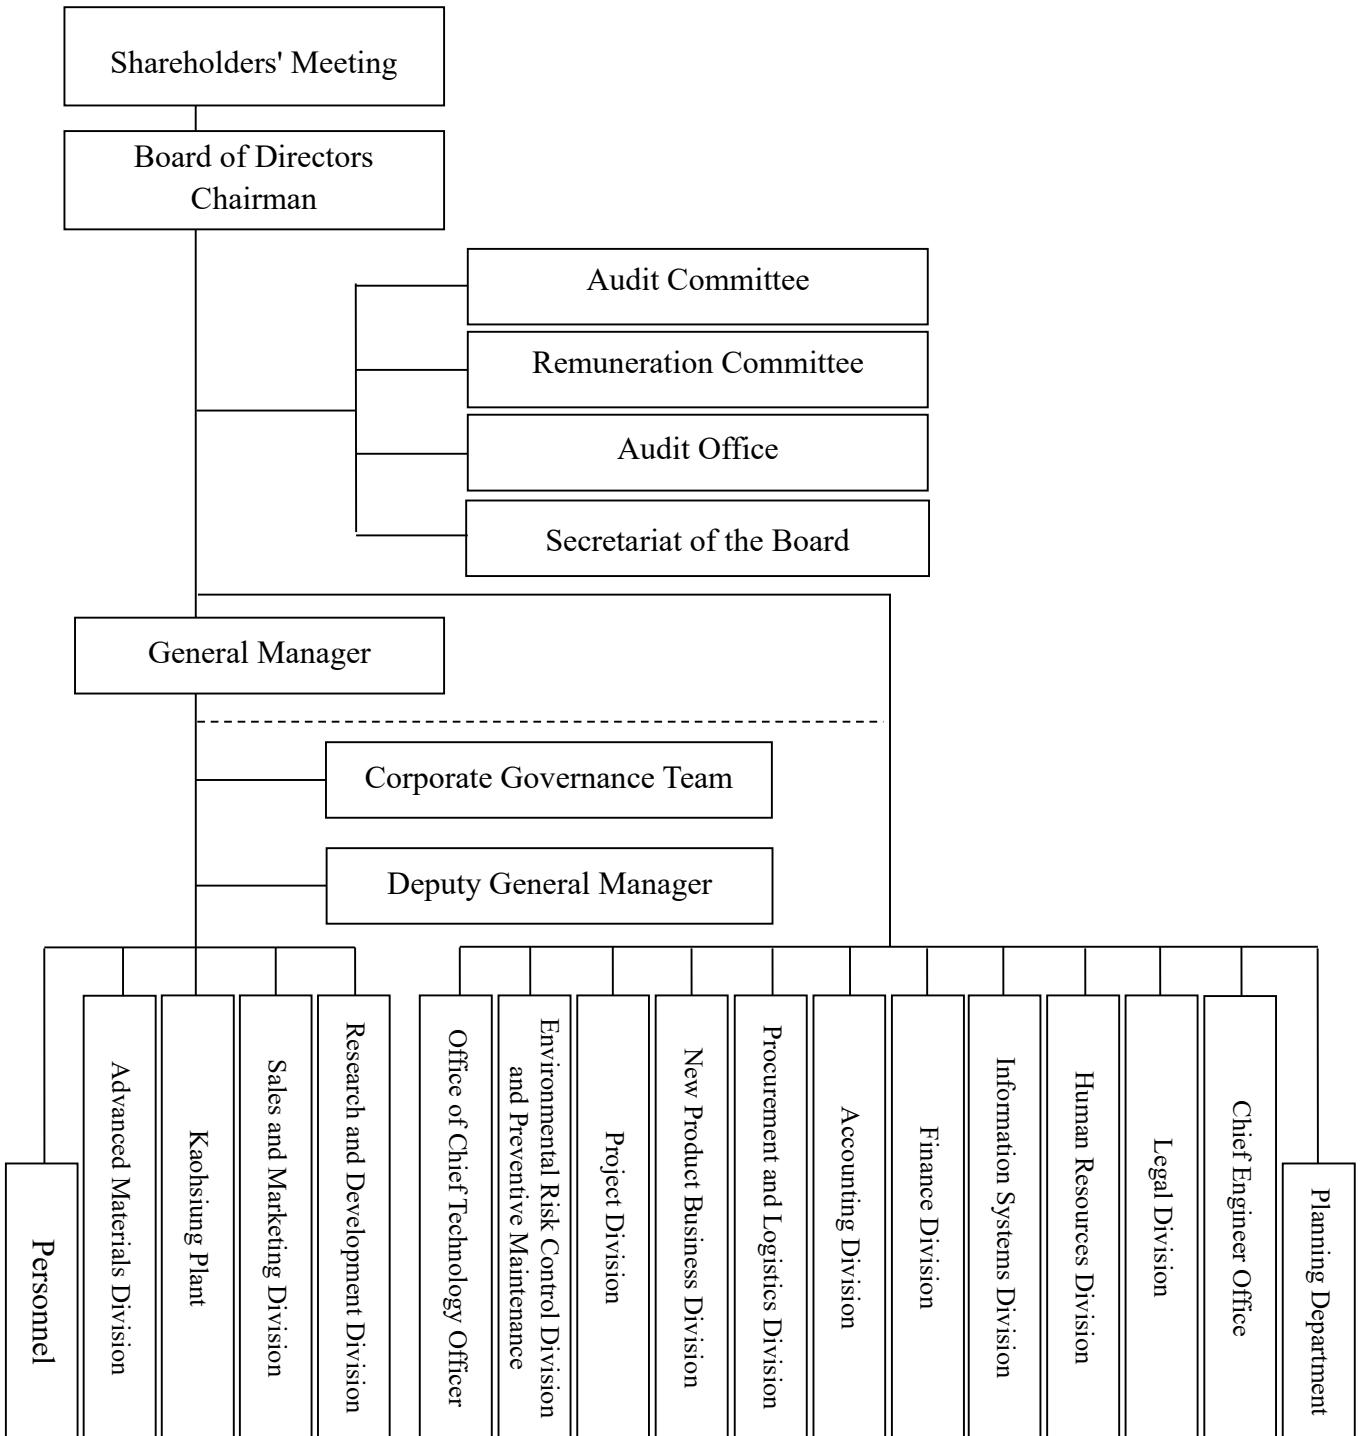 Shareholders' Meeting
Board of Directors
Chairman
Audit Committee
Remuneration Committee
Audit Office
Secretariat of the Board
General Manager
Corporate Governance Team
Deputy General Manager
Personnel
Advanced Materials Division
Kaohsiung Plant
Sales and Marketing Division
Research and Development Division
Office of Chief Technology Officer
Environmental Risk Control Division
and Preventive Maintenance
Project Division
New Product Business Division
Procurement and Logistics Division
Accounting Division
Finance Division
Information Systems Division
Human Resources Division
Legal Division
Chief Engineer Office
Planning Department